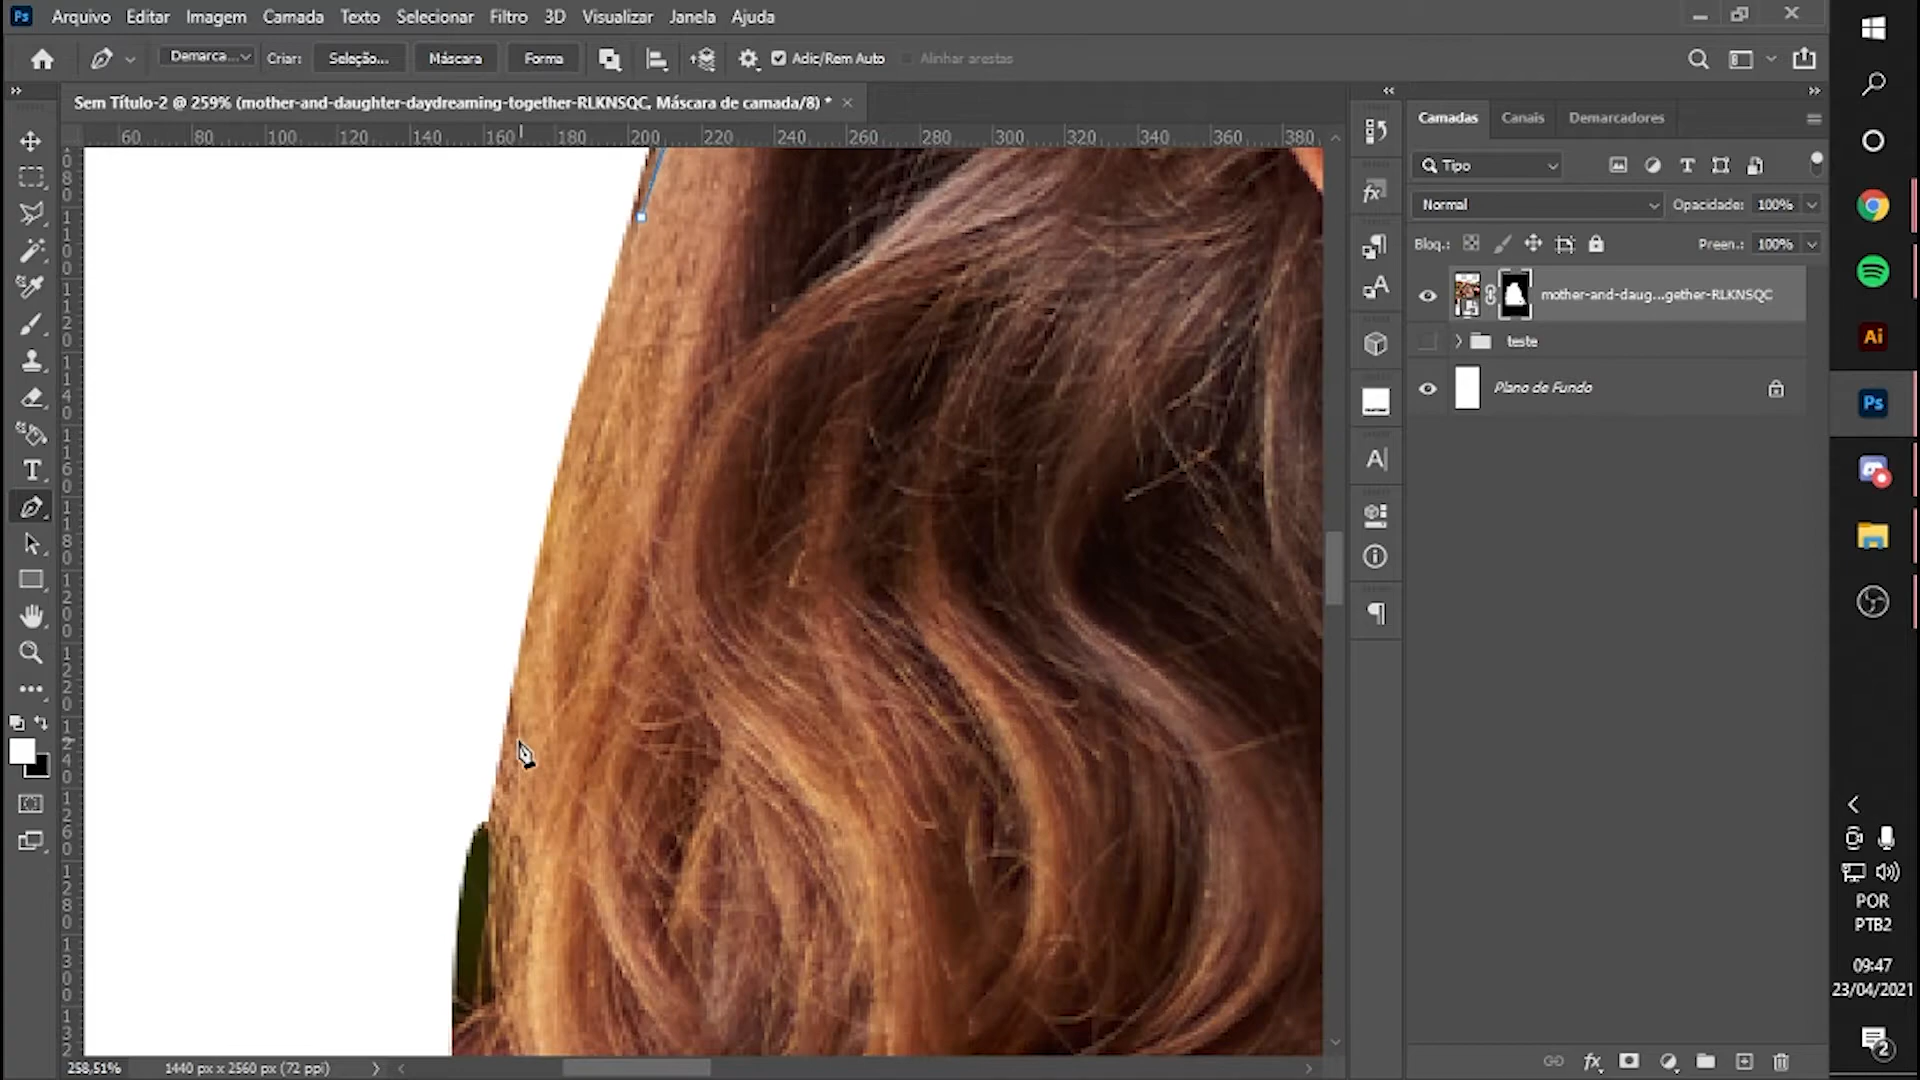 Ps Arquivo Editar Imagem Camada Texto Selecionar Filtro 3D Visualizar Janela Ajuda
Demarca... Criar: Seleção... Máscara Forma Adic/Rem Auto Alinhar arestas
Sem Título-2 @ 259% (mother-and-daughter-daydreaming-together-RLKNSQC, Máscara de camada/8) *
60 80 100 120 140 160 180 200 220 240 260 280 300 320 340 360 380
Camadas Canais Demarcadores
Tipo
Normal Opacidade: 100%
Bloq.: Preen.: 100%
mother-and-daug...gether-RLKNSQC
teste
Plano de Fundo
Ai
Ps
POR
PTB2
09:47
23/04/2021
2
258,51% 1440 px x 2560 px (72 ppi)